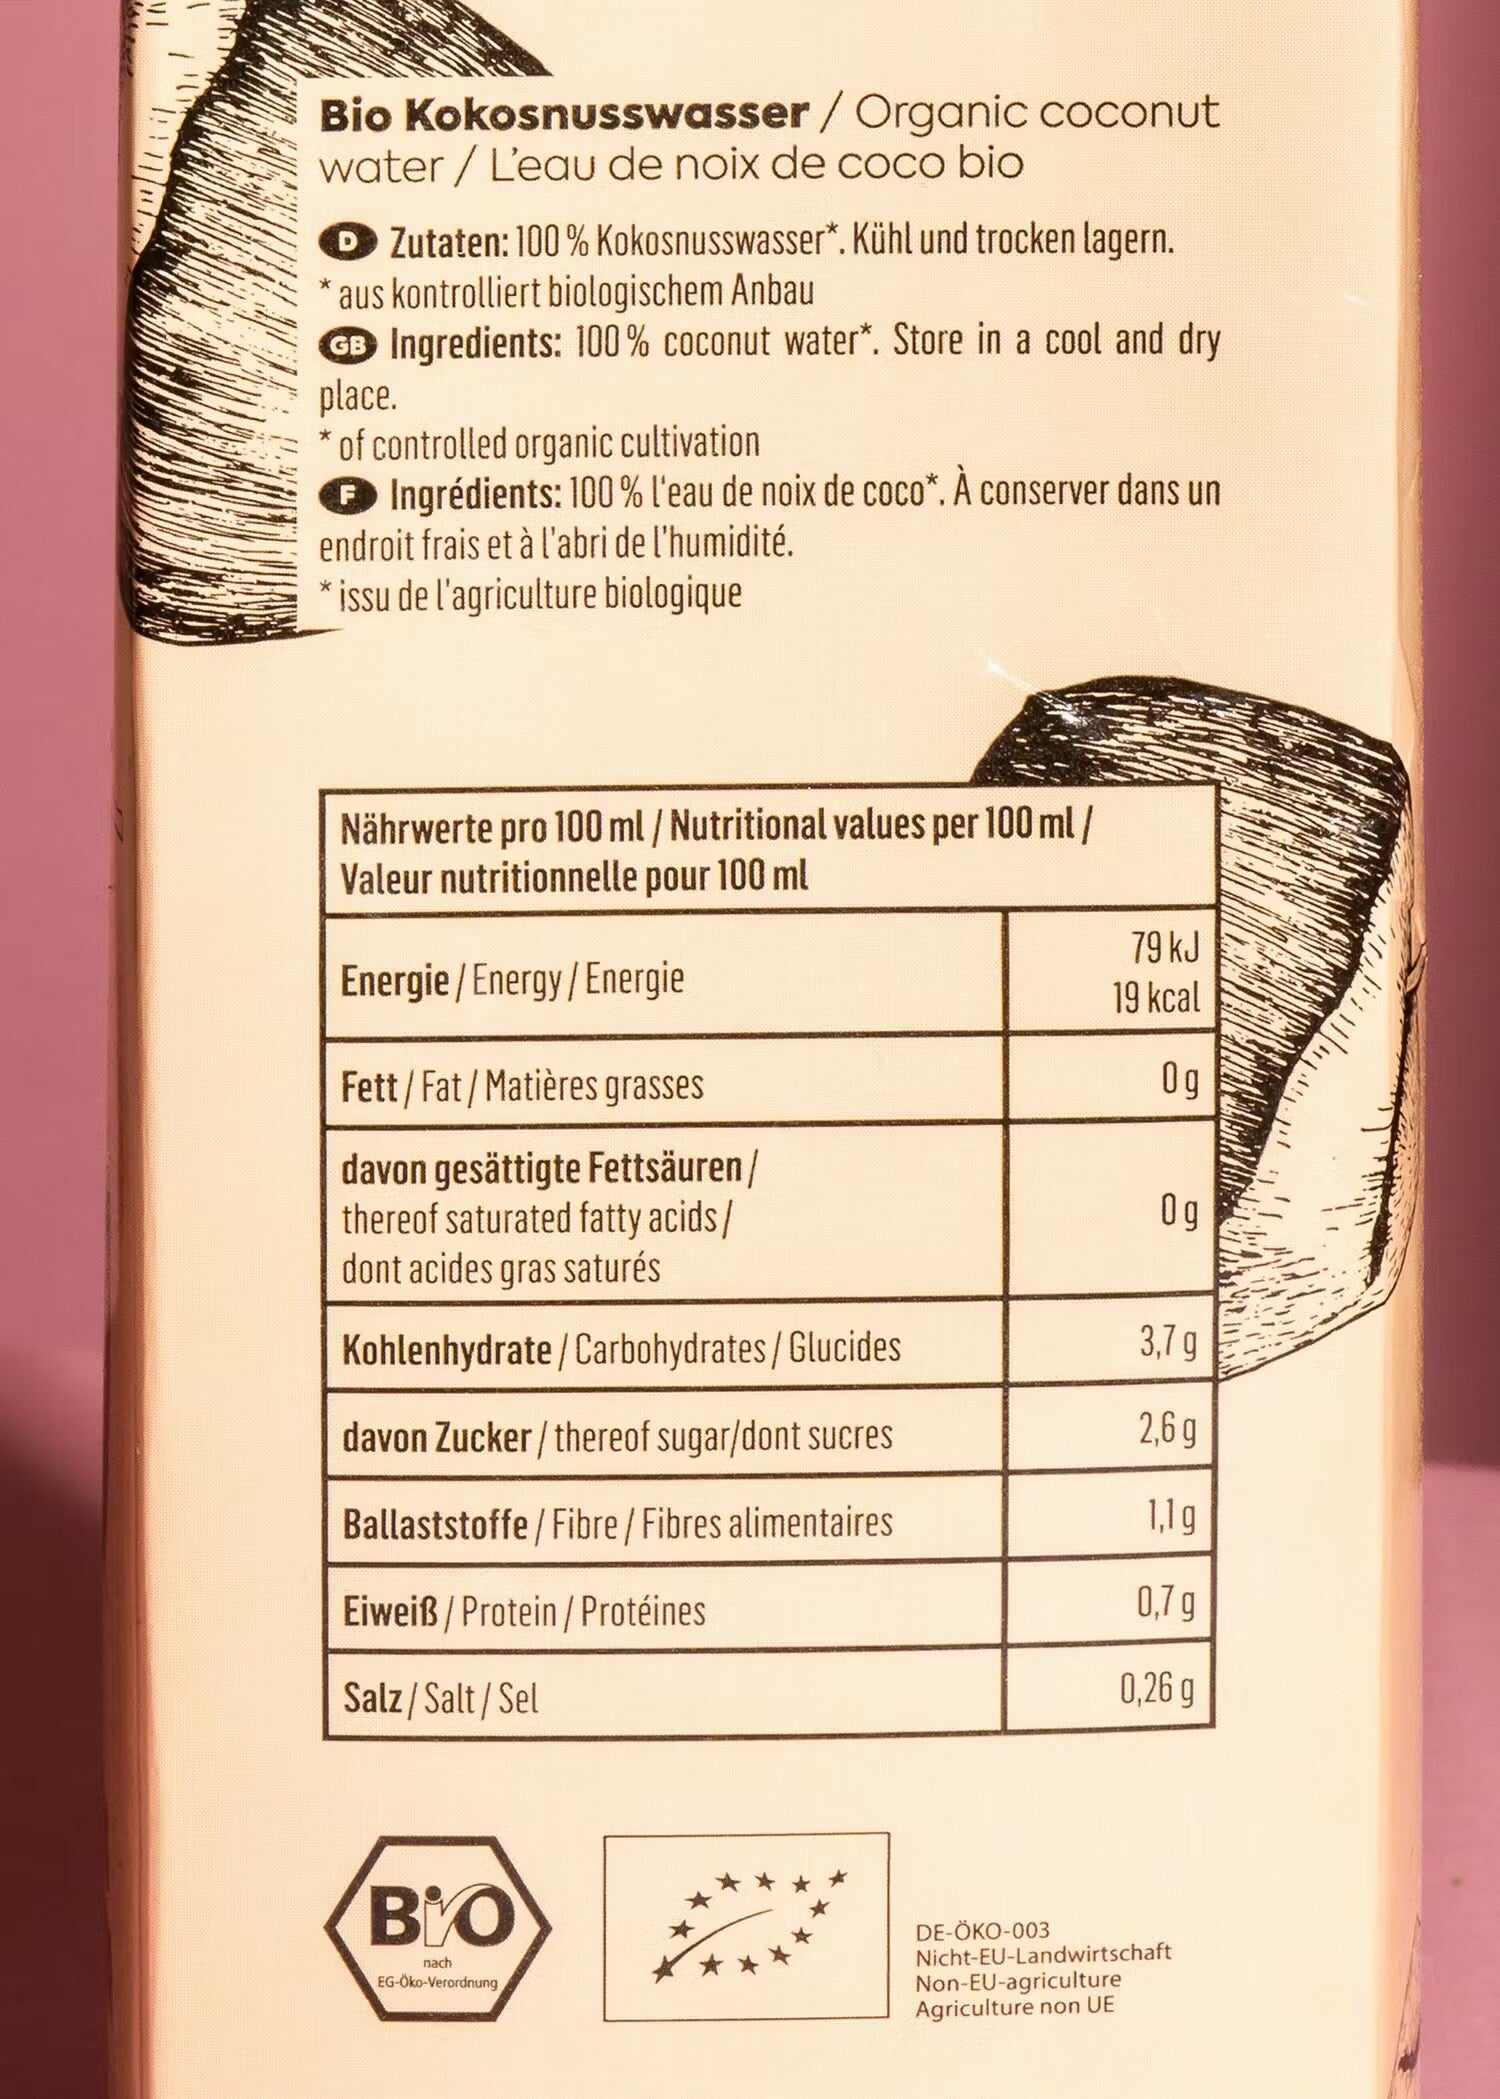 Bio Kokosnusswasser / Organic coconut
water / L'eau de noix de coco bio
D Zutaten: 100 % Kokosnusswasser*. Kühl und trocken lagern.
* aus kontrolliert biologischem Anbau
GB Ingredients: 100 % coconut water*. Store in a cool and dry
place.
* of controlled organic cultivation
F Ingrédients: 100 % l'eau de noix de coco*. À conserver dans un
endroit frais et à l'abri de l'humidité.
* issu de l'agriculture biologique
Nährwerte pro 100 ml / Nutritional values per 100 ml /
Valeur nutritionnelle pour 100 ml
Energie / Energy / Energie 79 kJ
19 kcal
Fett / Fat / Matières grasses 0 g
davon gesättigte Fettsäuren /
thereof saturated fatty acids / 0 g
dont acides gras saturés
Kohlenhydrate / Carbohydrates / Glucides 3,7 g
davon Zucker / thereof sugar/dont sucres 2,6 g
Ballaststoffe / Fibre / Fibres alimentaires 1,1 g
Eiweiß / Protein / Protéines 0,7 g
Salz / Salt / Sel 0,26 g
Bio
nach
EG-Öko-Verordnung
DE-ÖKO-003
Nicht-EU-Landwirtschaft
Non-EU-agriculture
Agriculture non UE